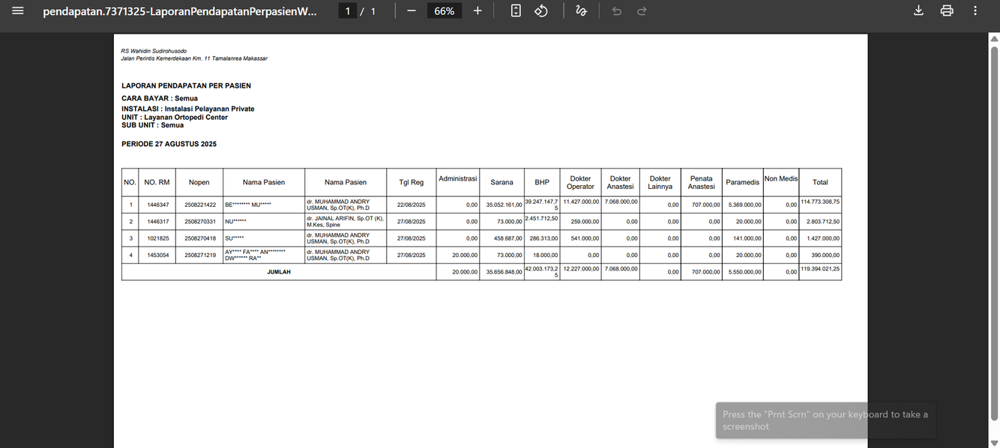 pendapatan.7371325-LaporanPendapatanPerpasienW...
1 / 1
66%
RS Wahidin Sudirohusodo
Jalan Perintis Kemerdekaan Km. 11 Tamalanrea Makassar
LAPORAN PENDAPATAN PER PASIEN
CARA BAYAR : Semua
INSTALASI : Instalasi Pelayanan Private
UNIT : Layanan Ortopedi Center
SUB UNIT : Semua
PERIODE 27 AGUSTUS 2025
NO. NO. RM Nopen Nama Pasien Nama Pasien Tgl Reg Administrasi Sarana BHP Dokter Operator Dokter Anastesi Dokter Lainnya Penata Anastesi Paramedis Non Medis Total
1 1446347 2508221422 BE******** MU***** dr. MUHAMMAD ANDRY USMAN, Sp.OT(K), Ph.D 22/08/2025 0,00 35.052.161,00 39.247.147,75 11.427.000,00 7.068.000,00 0,00 707.000,00 5.369.000,00 0,00 114.773.308,75
2 1446317 2508270331 NU****** dr. JAINAL ARIFIN, Sp.OT (K), M.Kes, Spine 27/08/2025 0,00 73.000,00 2.451.712,50 259.000,00 0,00 0,00 0,00 20.000,00 0,00 2.803.712,50
3 1021825 2508270418 SU***** dr. MUHAMMAD ANDRY USMAN, Sp.OT(K), Ph.D 27/08/2025 0,00 458.687,00 286.313,00 541.000,00 0,00 0,00 0,00 141.000,00 0,00 1.427.000,00
4 1453054 2508271219 AY**** FA**** AN******** DW****** RA** dr. MUHAMMAD ANDRY USMAN, Sp.OT(K), Ph.D 27/08/2025 20.000,00 73.000,00 18.000,00 0,00 0,00 0,00 0,00 20.000,00 0,00 390.000,00
JUMLAH 20.000,00 35.656.848,00 42.003.173,25 12.227.000,00 7.068.000,00 0,00 707.000,00 5.550.000,00 0,00 119.394.021,25
Press the "Prnt Scrn" on your keyboard to take a
screenshot